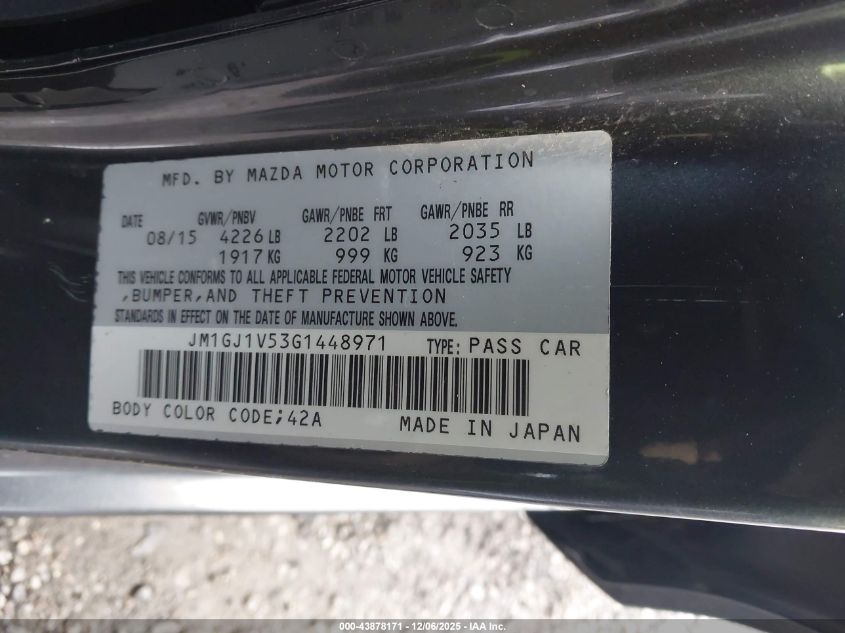 MFD. BY MAZDA MOTOR CORPORATION
DATE GVWR/PNBV GAWR/PNBE FRT GAWR/PNBE RR
08/15 4226 LB 2202 LB 2035 LB
1917 KG 999 KG 923 KG
THIS VEHICLE CONFORMS TO ALL APPLICABLE FEDERAL MOTOR VEHICLE SAFETY
,BUMPER,AND THEFT PREVENTION
STANDARDS IN EFFECT ON THE DATE OF MANUFACTURE SHOWN ABOVE.
JM1GJ1V53G1448971 TYPE: PASS CAR
BODY COLOR CODE;42A MADE IN JAPAN
000-43878171 - 12/06/2025 - IAA Inc.